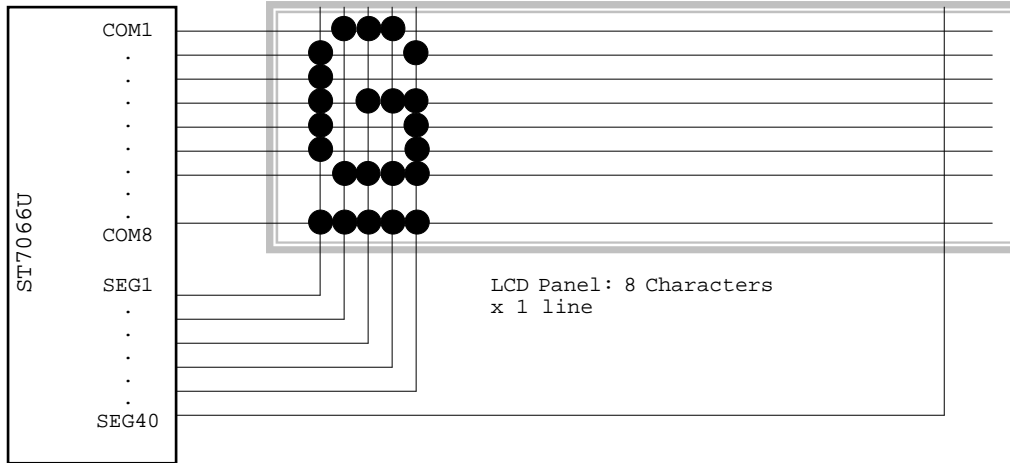 COM1
.
.
.
.
.
.
.
COM8
ST7066U
SEG1
.
.
.
.
.
SEG40
G
LCD Panel: 8 Characters
x 1 line